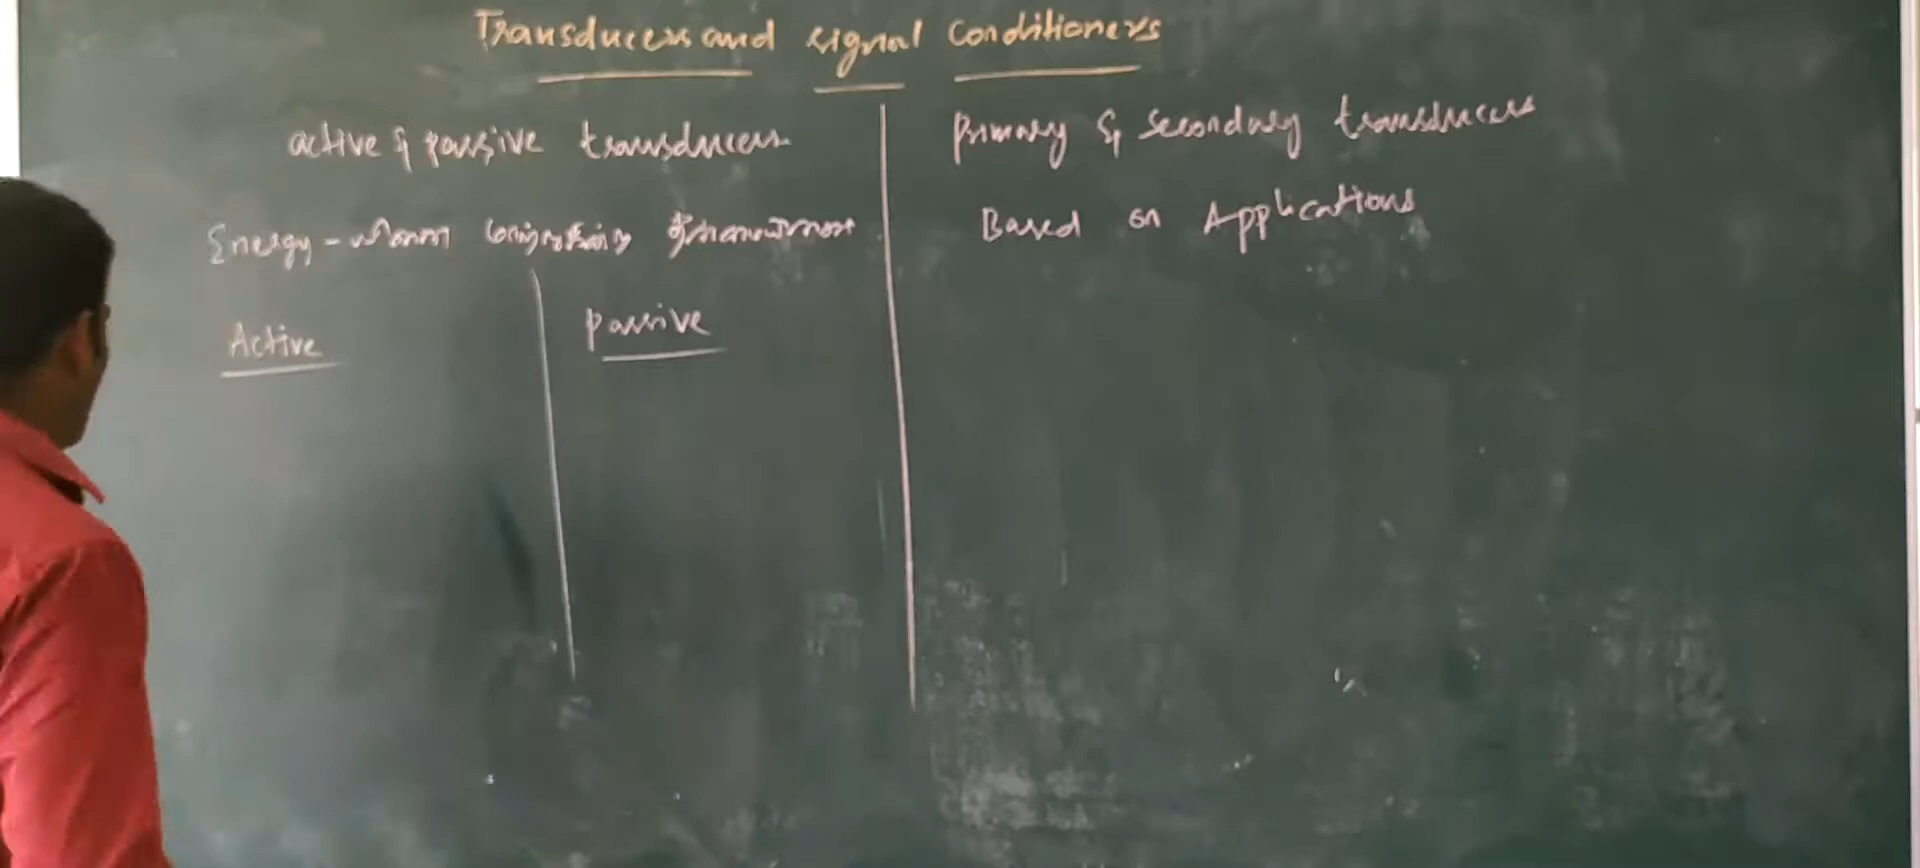 Transducers and signal Conditioners
active & passive transducers
Energy -
Active
passive
Primary & secondary transducers
Based on Applications